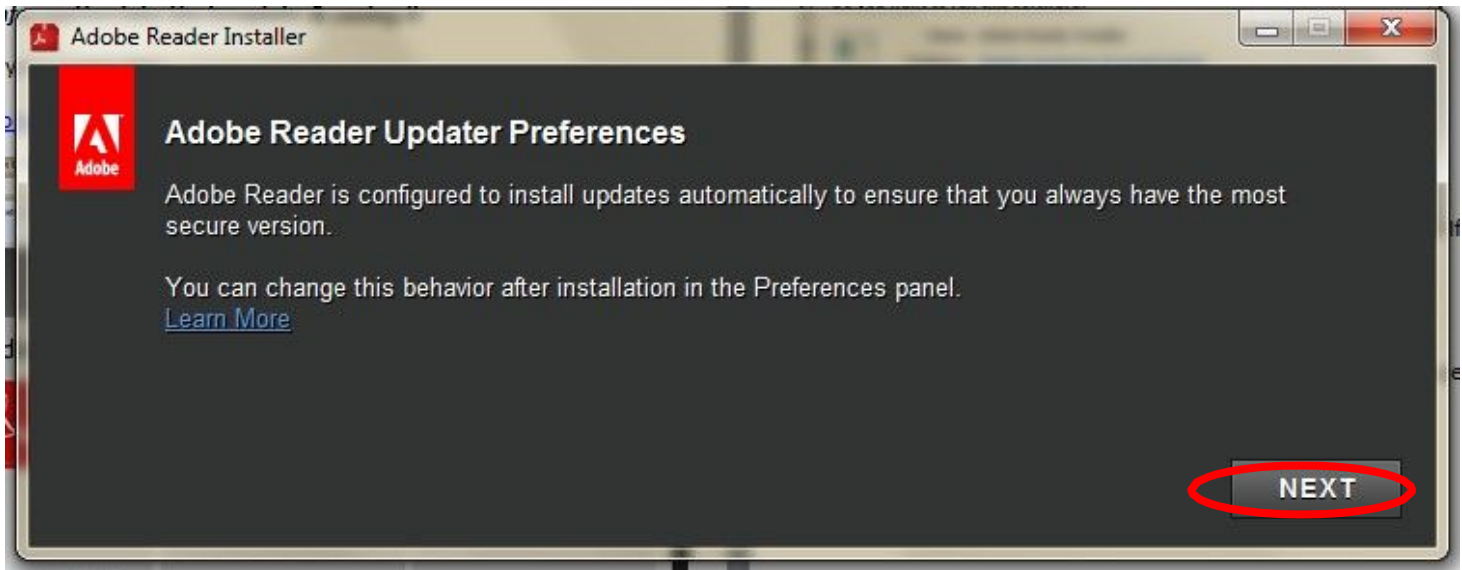 Adobe Reader Installer
Adobe
Adobe Reader Updater Preferences
Adobe Reader is configured to install updates automatically to ensure that you always have the most
secure version.
You can change this behavior after installation in the Preferences panel.
Learn More
NEXT